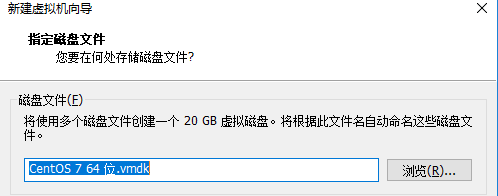 新建虚拟机向导
指定磁盘文件
您要在何处存储磁盘文件?
磁盘文件(F)
将使用多个磁盘文件创建一个 20 GB 虚拟磁盘。将根据此文件名自动命名这些磁盘文
件。
CentOS 7 64 位.vmdk
浏览(R)...